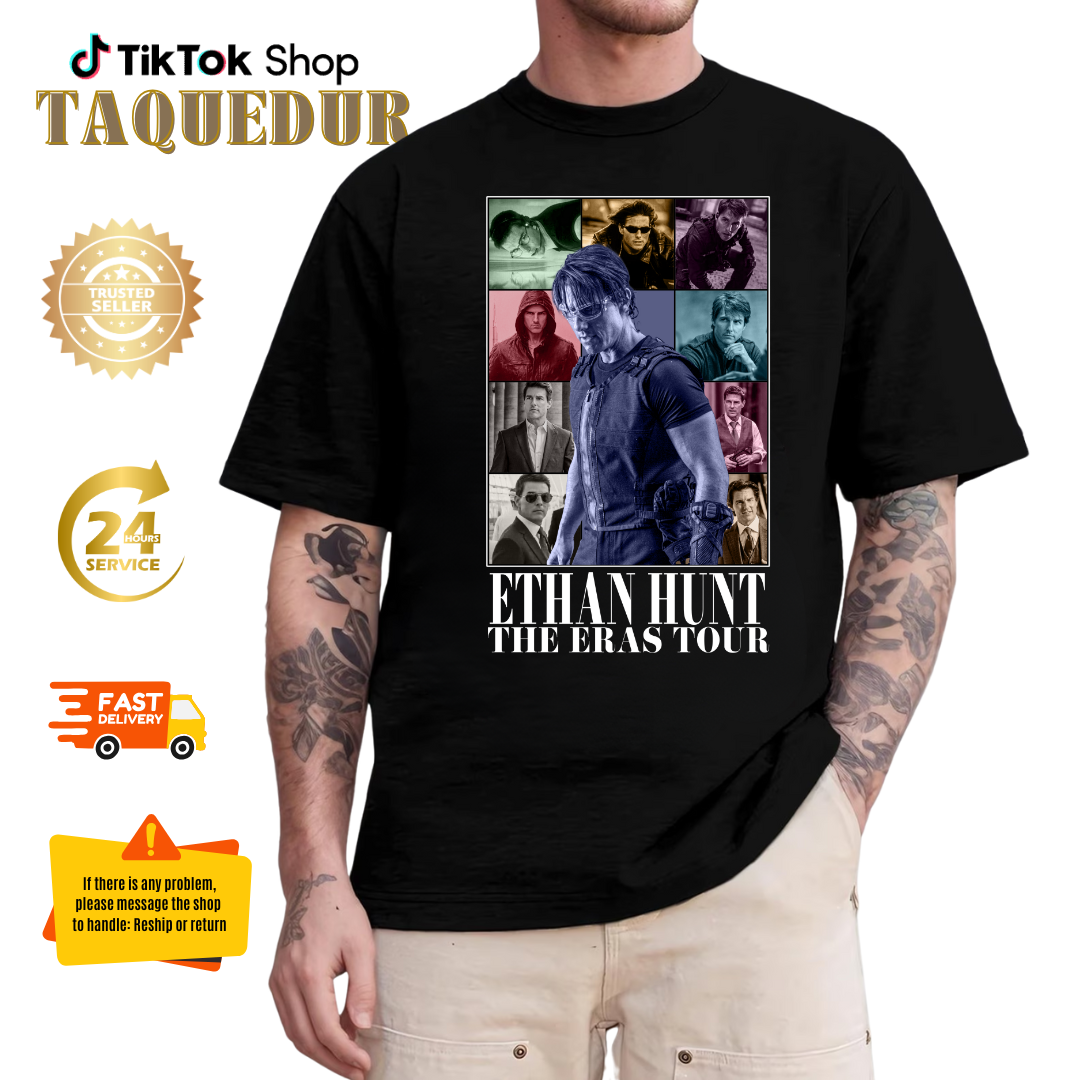 TikTok Shop
TAQUEDUR
TRUSTED
SELLER
24
HOURS
SERVICE
FAST
DELIVERY
If there is any problem,
please message the shop
to handle: Reship or return
ETHAN HUNT
THE ERAS TOUR